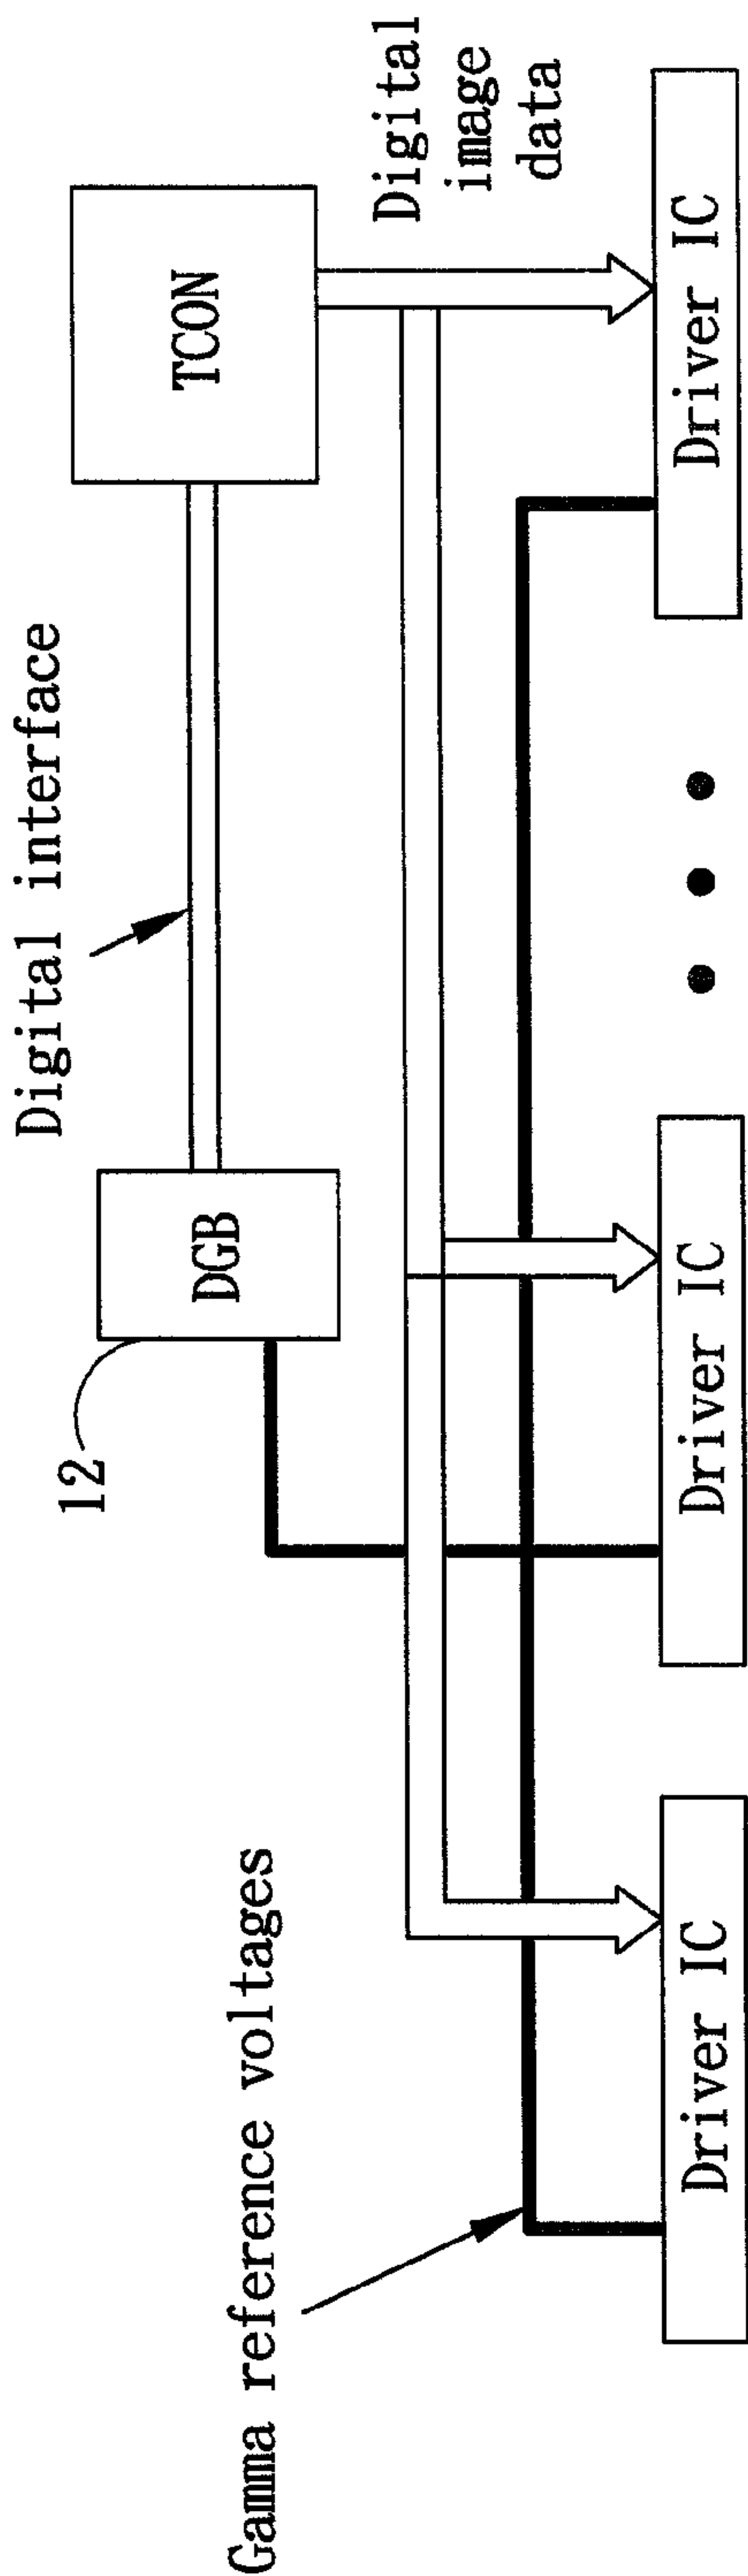 Digital interface
12
DGB
TCON
Gamma reference voltages
Digital
image
data
Driver IC
Driver IC
Driver IC